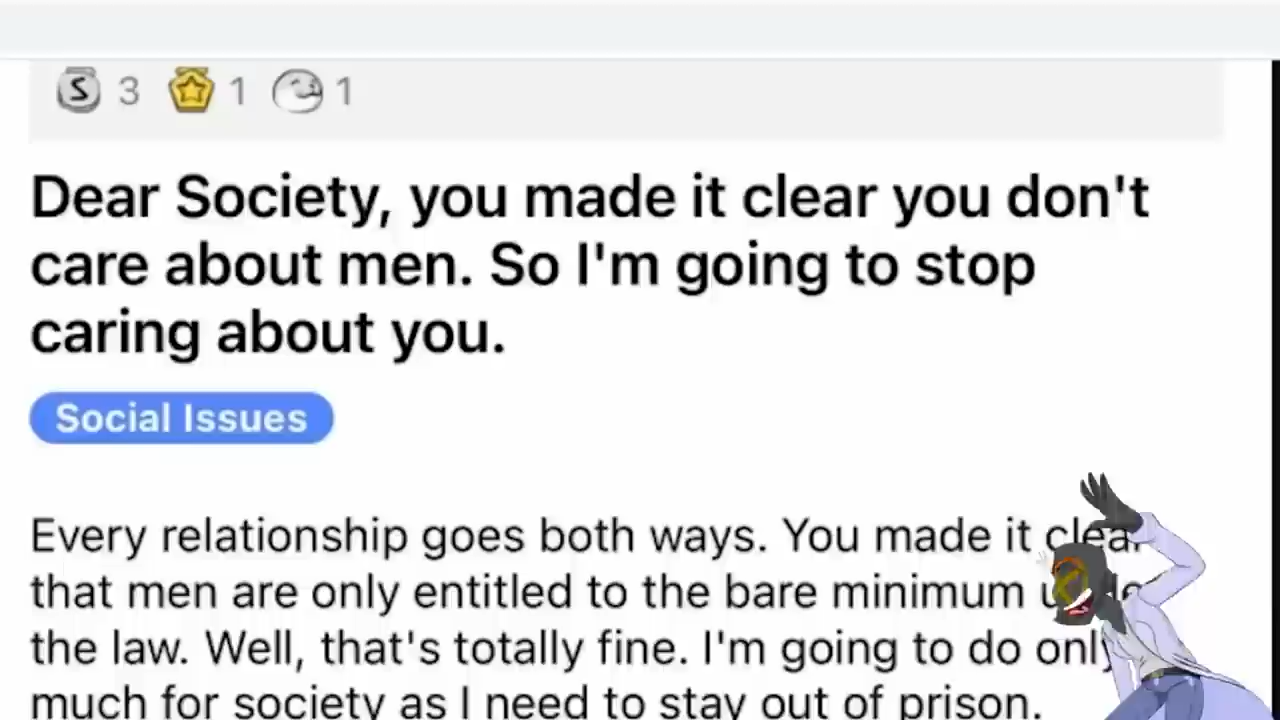 3 1 1
Dear Society, you made it clear you don't
care about men. So I'm going to stop
caring about you.
Social Issues
Every relationship goes both ways. You made it clear
that men are only entitled to the bare minimum
the law. Well, that's totally fine. I'm going to do only
much for society as I need to stay out of prison.